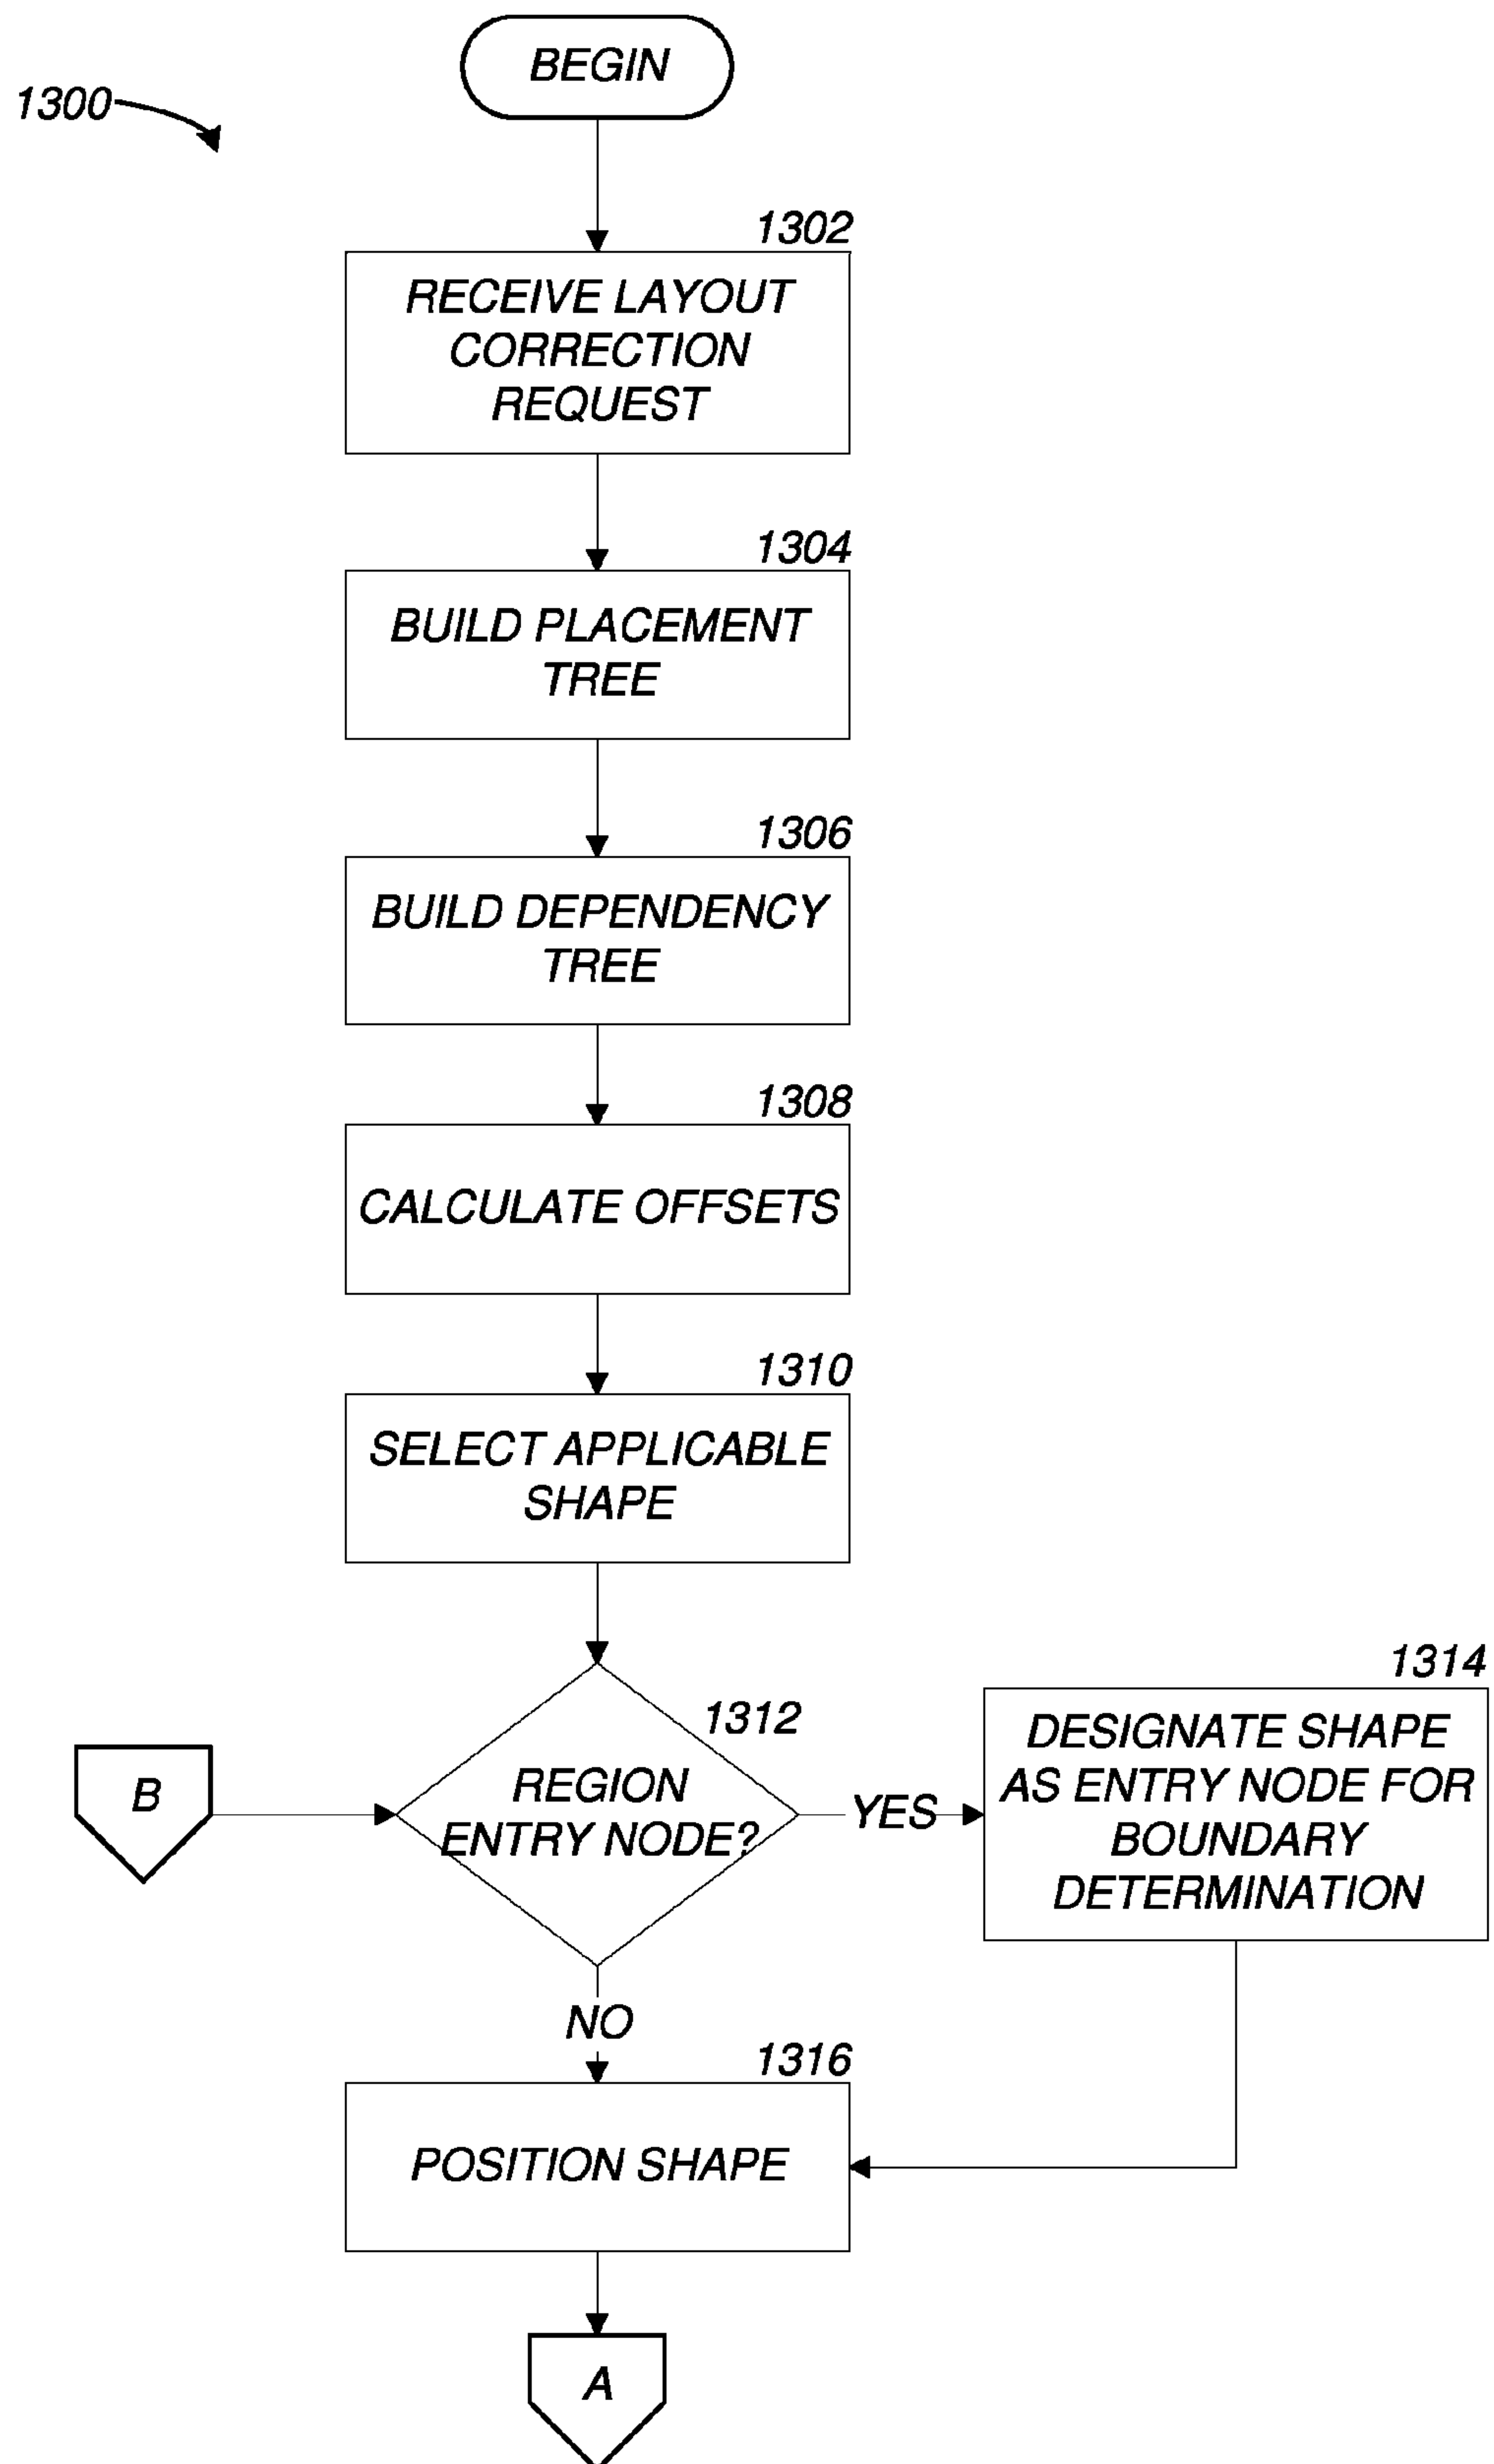 BEGIN
1300
1302
RECEIVE LAYOUT
CORRECTION
REQUEST
1304
BUILD PLACEMENT
TREE
1306
BUILD DEPENDENCY
TREE
1308
CALCULATE OFFSETS
1310
SELECT APPLICABLE
SHAPE
1312
REGION
ENTRY NODE?
B
YES
1314
DESIGNATE SHAPE
AS ENTRY NODE FOR
BOUNDARY
DETERMINATION
NO
1316
POSITION SHAPE
A